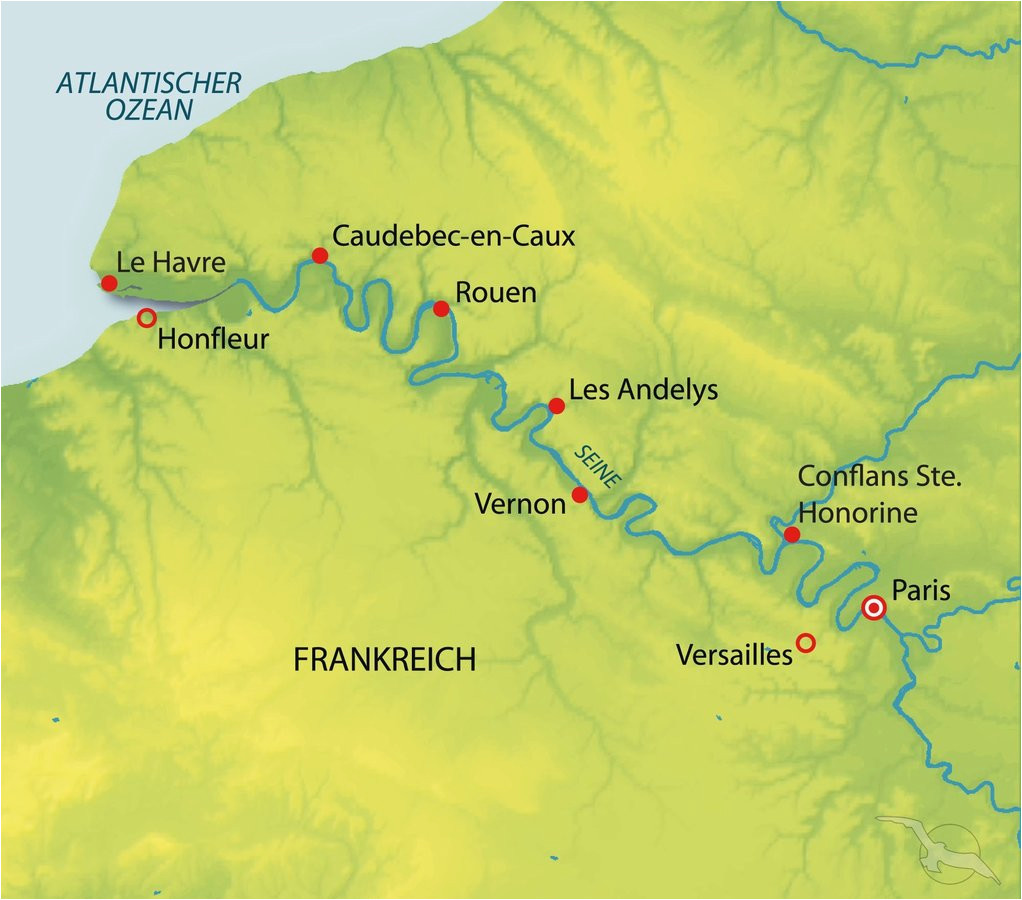 ATLANTISCHER
OZEAN
Caudebec-en-Caux
Le Havre
Rouen
Honfleur
Les Andelys
SEINE
Conflans Ste.
Honorine
Vernon
Paris
Versailles
FRANKREICH